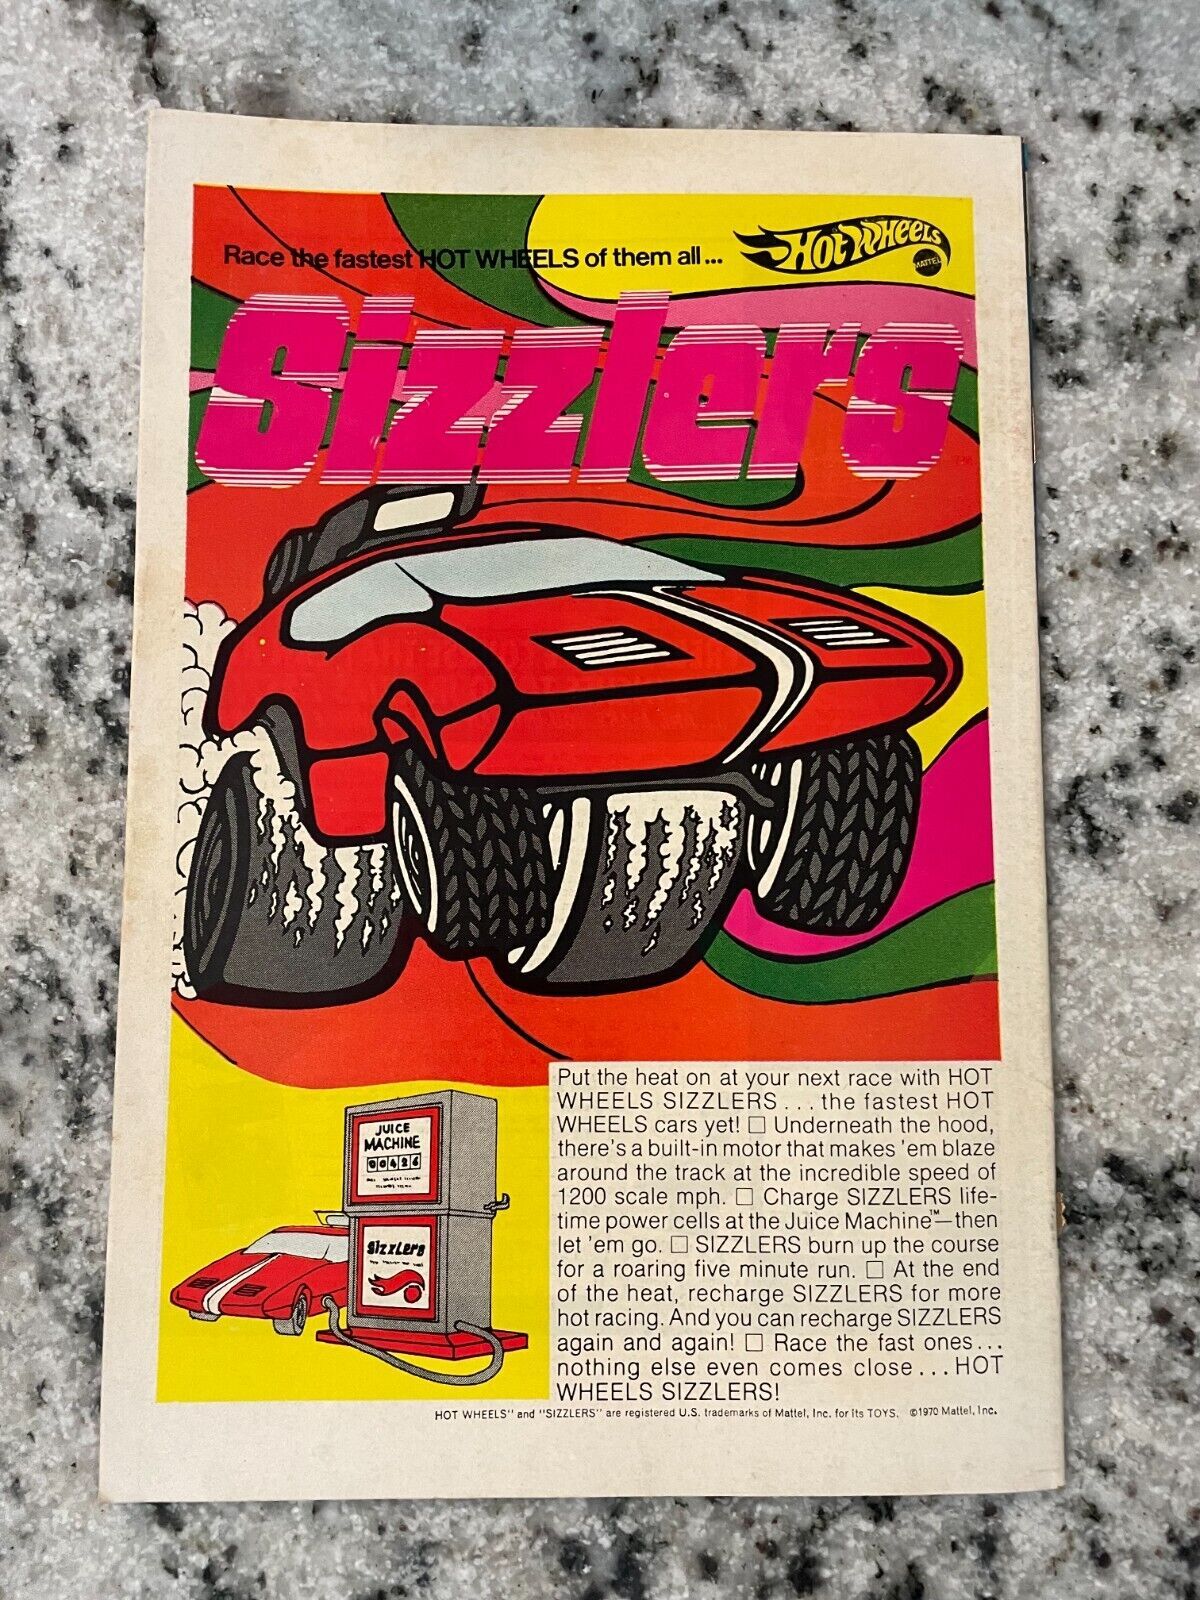 Race the fastest HOT WHEELS of them all...
Hot Wheels
MATTEL
Sizzlers
JUICE
MACHINE
00426
Sizzlers
Put the heat on at your next race with HOT
WHEELS SIZZLERS... the fastest HOT
WHEELS cars yet! □ Underneath the hood,
there's a built-in motor that makes 'em blaze
around the track at the incredible speed of
1200 scale mph. □ Charge SIZZLERS life-
time power cells at the Juice Machine™—then
let 'em go. □ SIZZLERS burn up the course
for a roaring five minute run. □ At the end
of the heat, recharge SIZZLERS for more
hot racing. And you can recharge SIZZLERS
again and again! □ Race the fast ones...
nothing else even comes close...HOT
WHEELS SIZZLERS!
HOT WHEELS" and "SIZZLERS" are registered U.S. trademarks of Mattel, Inc. for its TOYS. ©1970 Mattel, Inc.